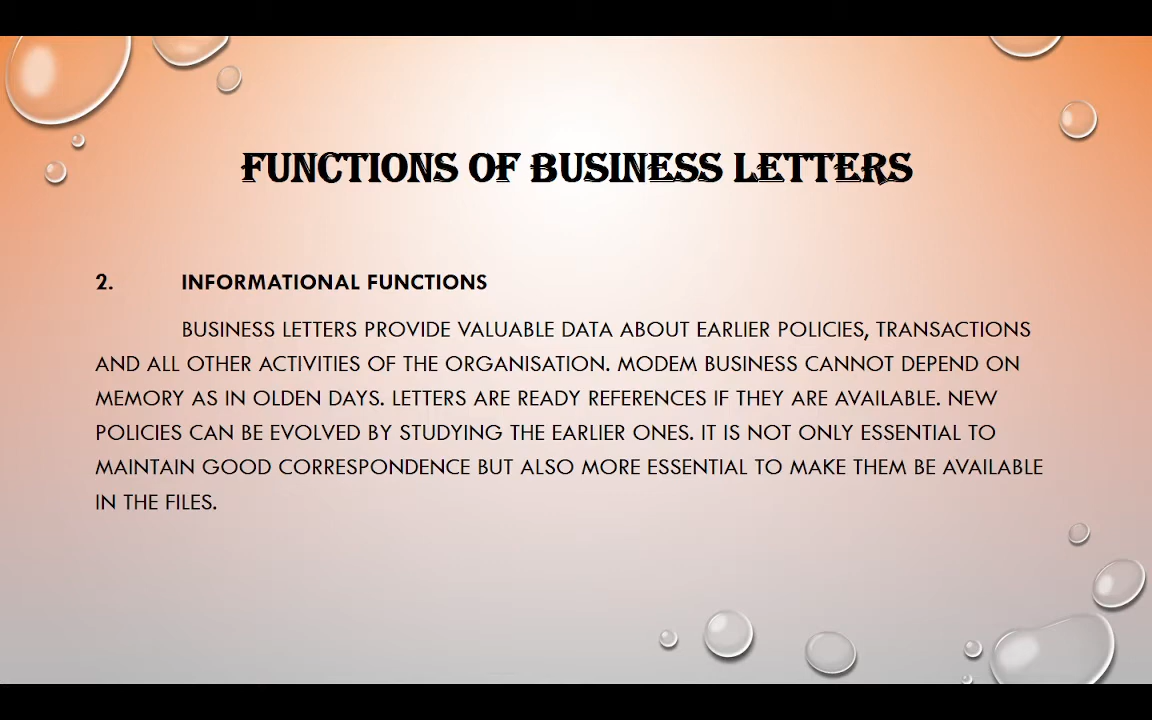 FUNCTIONS OF BUSINESS LETTERS
2. INFORMATIONAL FUNCTIONS
BUSINESS LETTERS PROVIDE VALUABLE DATA ABOUT EARLIER POLICIES, TRANSACTIONS
AND ALL OTHER ACTIVITIES OF THE ORGANISATION. MODEM BUSINESS CANNOT DEPEND ON
MEMORY AS IN OLDEN DAYS. LETTERS ARE READY REFERENCES IF THEY ARE AVAILABLE. NEW
POLICIES CAN BE EVOLVED BY STUDYING THE EARLIER ONES. IT IS NOT ONLY ESSENTIAL TO
MAINTAIN GOOD CORRESPONDENCE BUT ALSO MORE ESSENTIAL TO MAKE THEM BE AVAILABLE
IN THE FILES.